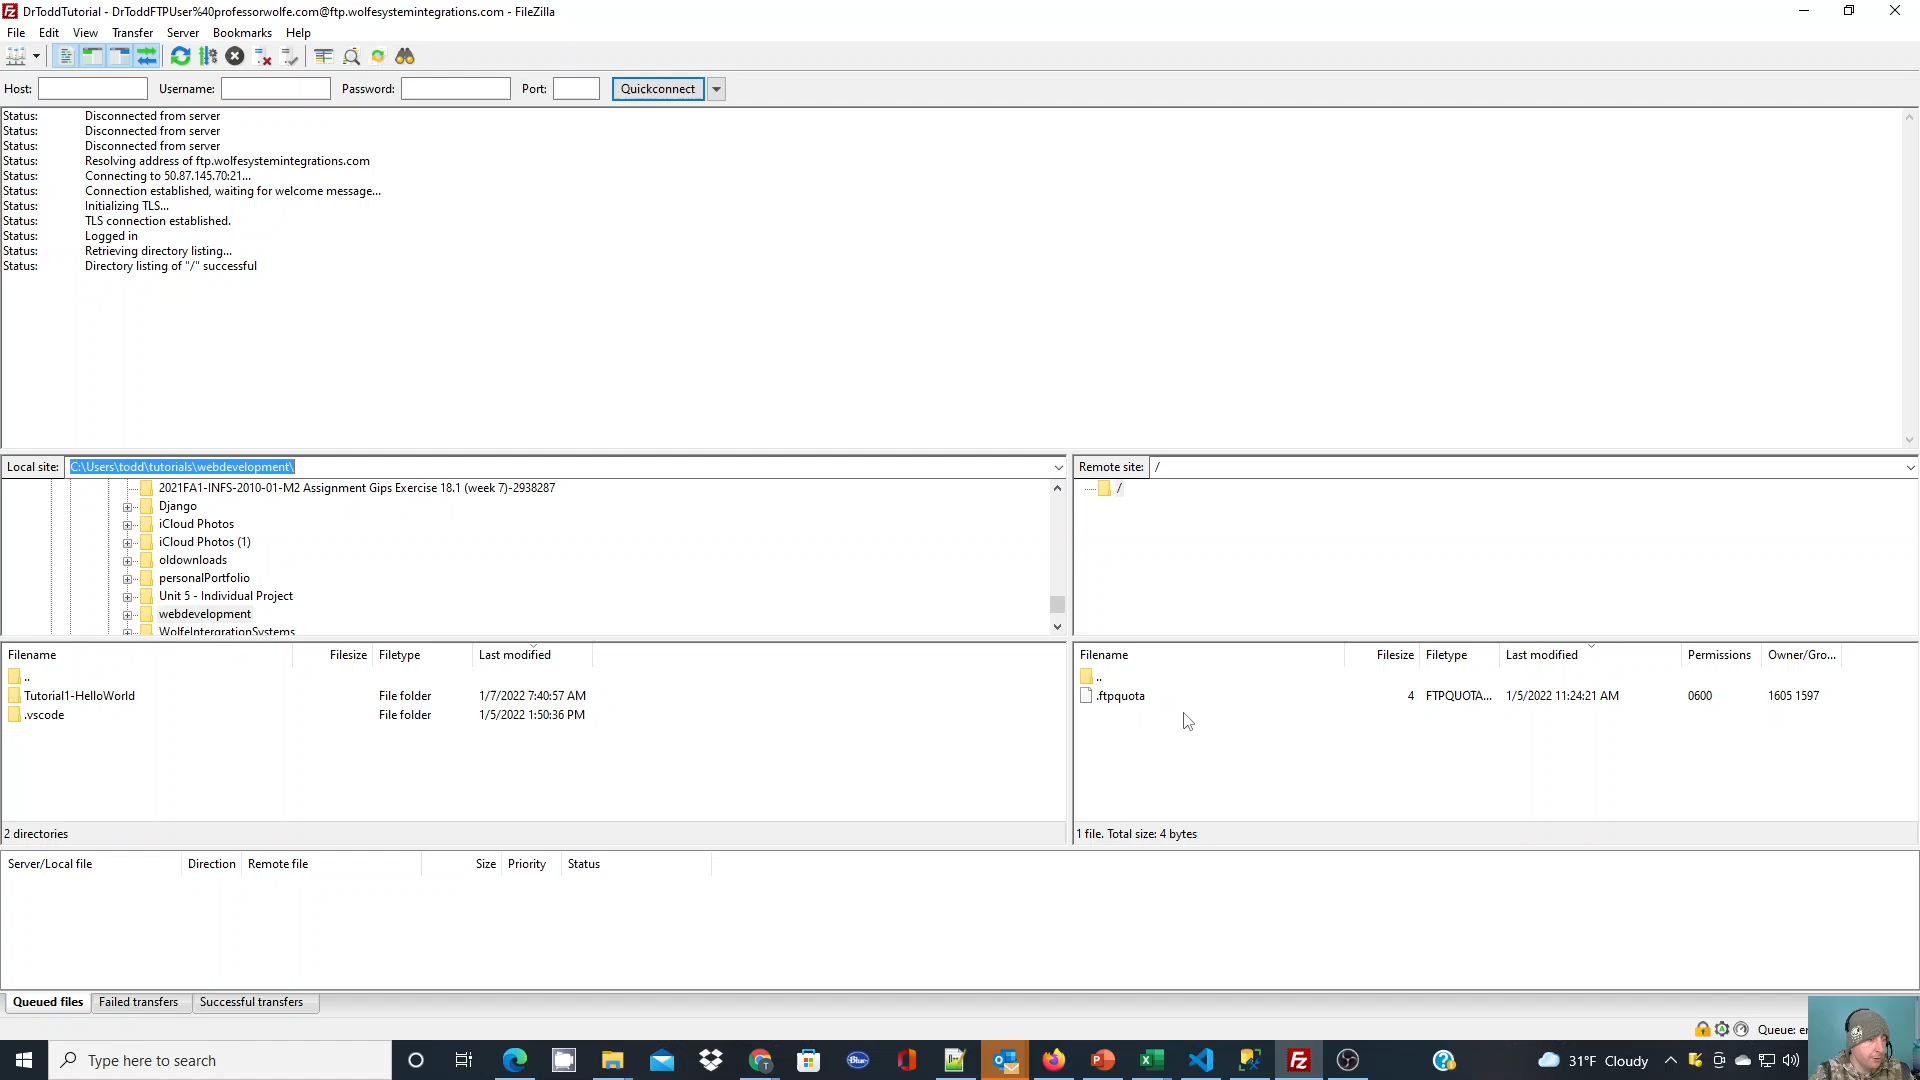 DrToddTutorial - DrToddFTPUser%40professorwolfe.com@ftp.wolfesystemintegrations.com - FileZilla
File Edit View Transfer Server Bookmarks Help
Host: Username: Password: Port: Quickconnect
Status: Disconnected from server
Status: Disconnected from server
Status: Disconnected from server
Status: Resolving address of ftp.wolfesystemintegrations.com
Status: Connecting to 50.87.145.70:21...
Status: Connection established, waiting for welcome message...
Status: Initializing TLS...
Status: TLS connection established.
Status: Logged in
Status: Retrieving directory listing...
Status: Directory listing of "/" successful
Local site: C:\Users\todd\tutorials\webdevelopment\
2021FA1-INFS-2010-01-M2 Assignment Gips Exercise 18.1 (week 7)-2938287
Django
iCloud Photos
iCloud Photos (1)
oldownloads
personalPortfolio
Unit 5 - Individual Project
webdevelopment
WolfeIntergrationSystems
Remote site: /
/
Filename Filesize Filetype Last modified
..
Tutorial1-HelloWorld File folder 1/7/2022 7:40:57 AM
.vscode File folder 1/5/2022 1:50:36 PM
2 directories
Filename Filesize Filetype Last modified Permissions Owner/Gro...
..
.ftpquota 4 FTPQUOTA... 1/5/2022 11:24:21 AM 0600 1605 1597
1 file. Total size: 4 bytes
Server/Local file Direction Remote file Size Priority Status
Queued files Failed transfers Successful transfers
Queue: e
Type here to search
Blue
31°F Cloudy